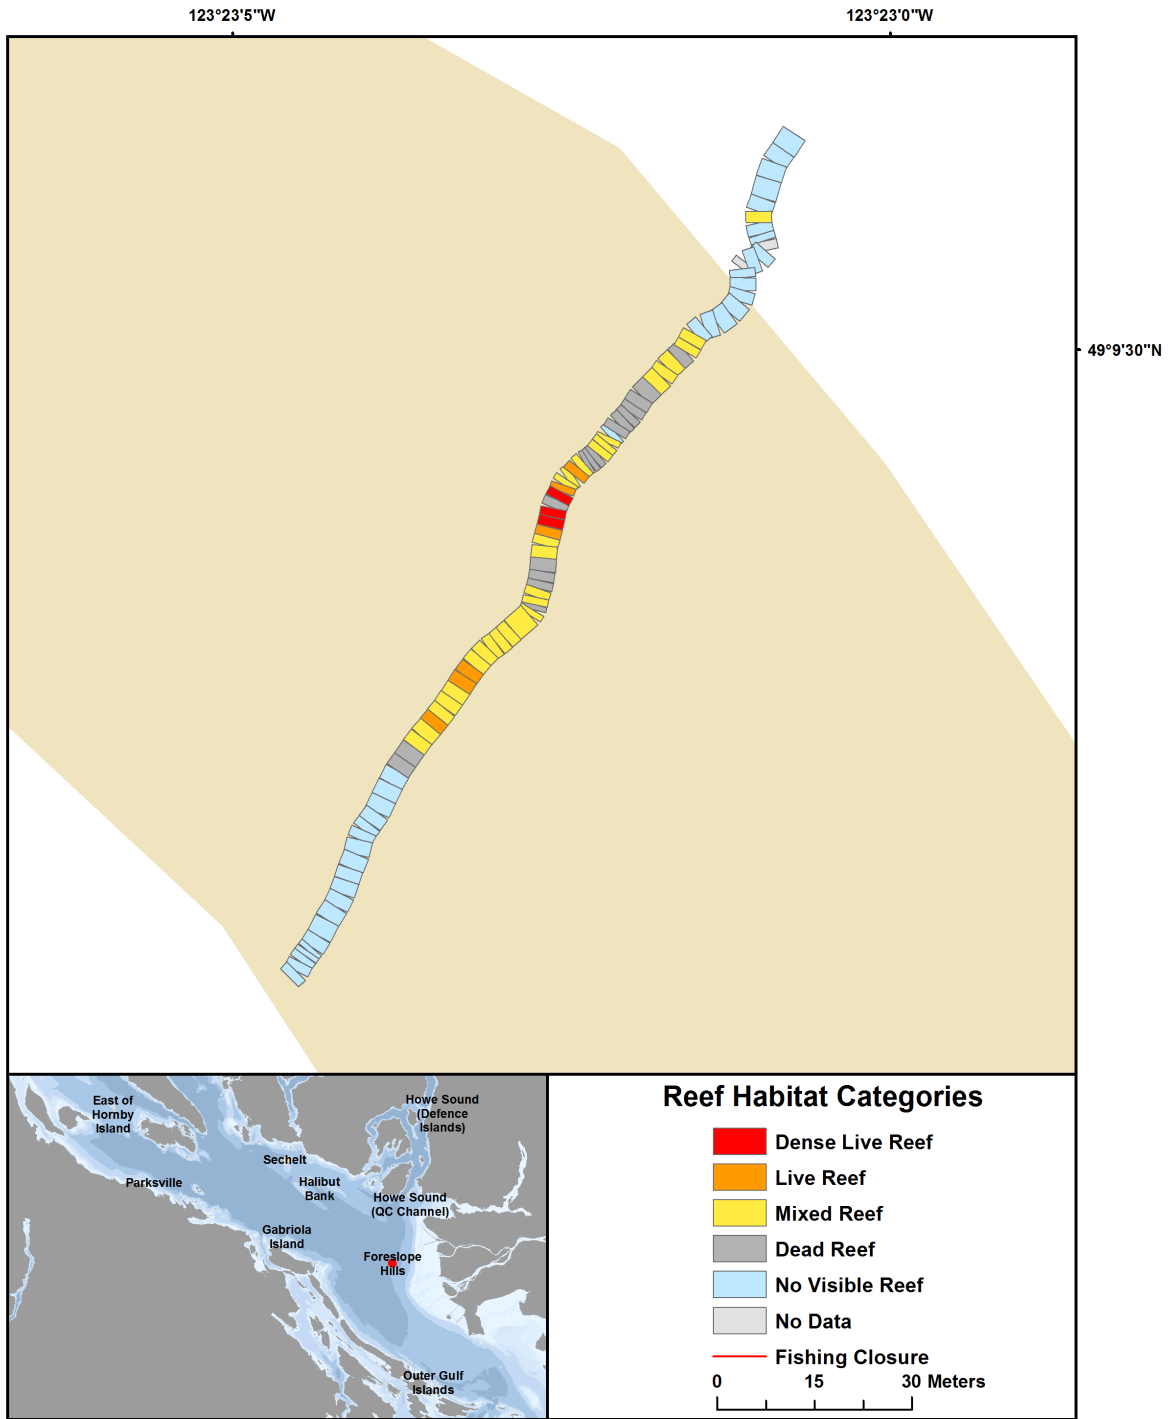 123°23'5"W
123°23'0"W
49°9'30"N
East of
Hornby
Island
Howe Sound
(Defence
Islands)
Sechelt
Parksville
Halibut
Bank
Howe Sound
(QC Channel)
Gabriola
Island
Foreslope
Hills
Outer Gulf
Islands
Reef Habitat Categories
Dense Live Reef
Live Reef
Mixed Reef
Dead Reef
No Visible Reef
No Data
Fishing Closure
0 15 30 Meters